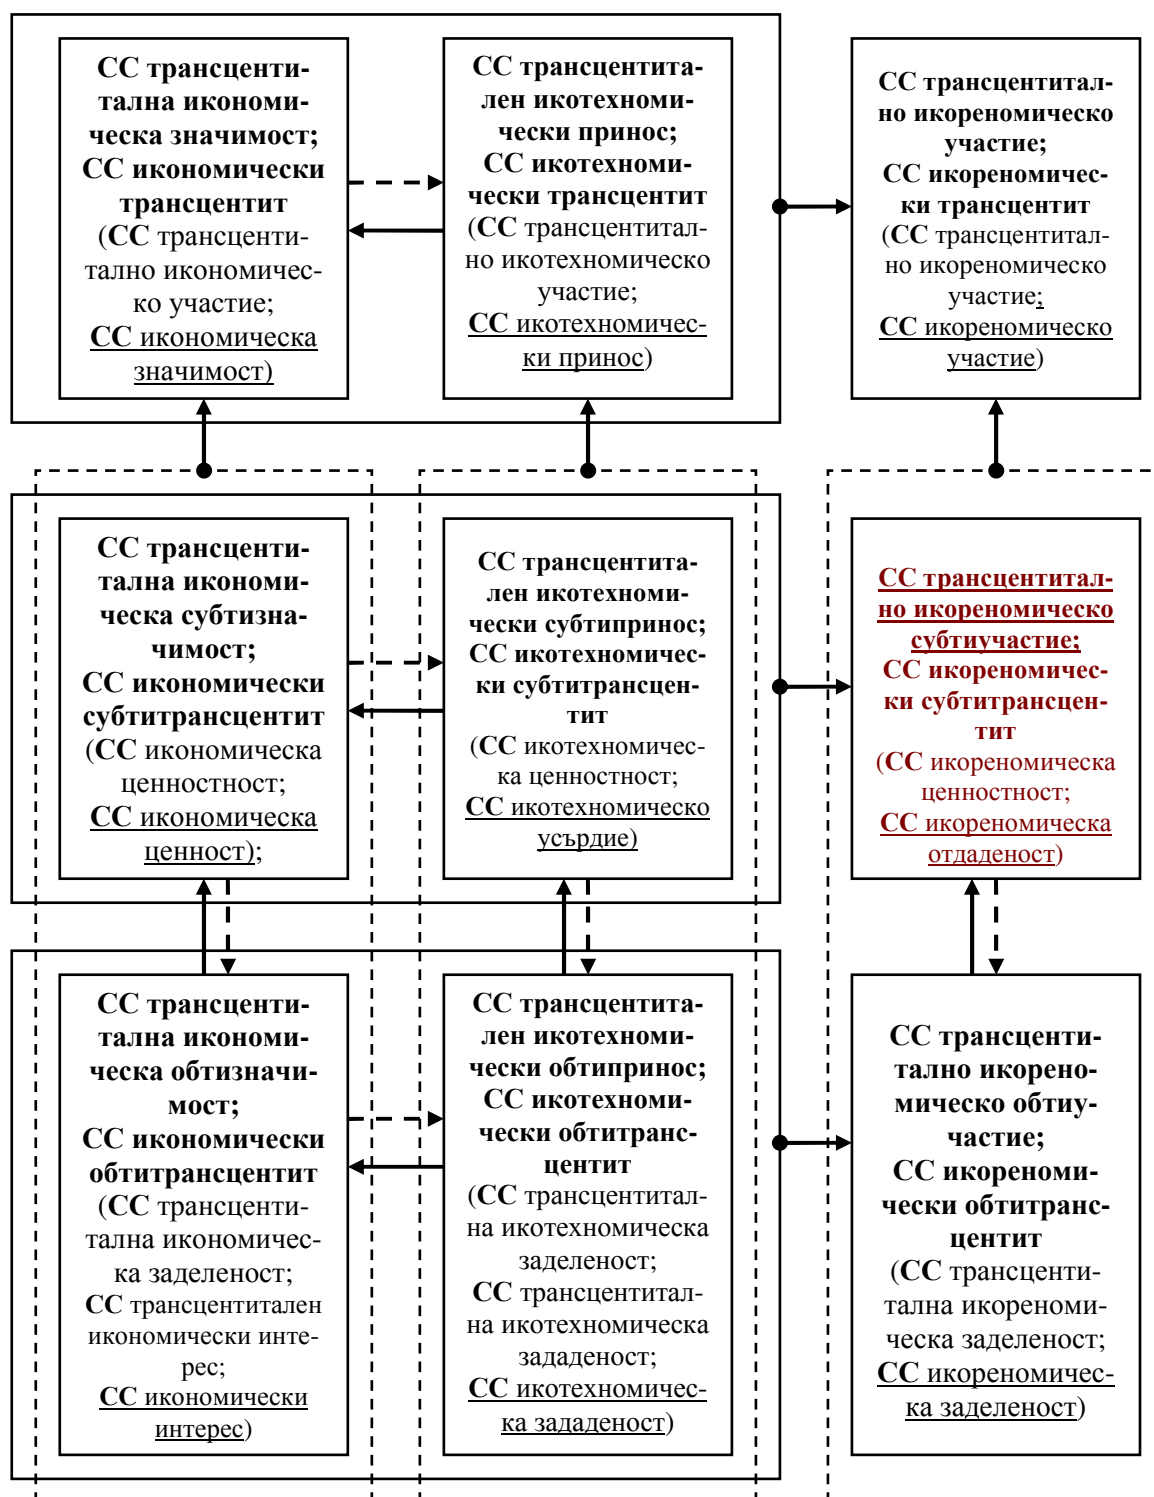 СС трансценти-
тална икономи-
ческа значимост;
СС икономически
трансцентит
(СС трансценти-
тално икономичес-
ко участие;
СС икономическа
значимост)
СС трансцентита-
лен икотехноми-
чески принос;
СС икотехноми-
чески трансцентит
(СС трансцентитал-
но икотехномическо
участие;
СС икотехномичес-
ки принос)
СС трансцентитал-
но икореномическо
участие;
СС икореномичес-
ки трансцентит
(СС трансцентитал-
но икореномическо
участие;
СС икореномическо
участие)
СС трансценти-
тална икономи-
ческа субтизна-
чимост;
СС икономически
субтитрансцентит
(СС икономическа
ценностност;
СС икономическа
ценност);
СС трансцентита-
лен икотехноми-
чески субтипринос;
СС икотехномичес-
ки субтитрансцен-
тит
(СС икотехномичес-
ка ценностност;
СС икотехномическо
усърдие)
СС трансцентитал-
но икореномическо
субтиучастие;
СС икореномичес-
ки субтитрансцен-
тит
(СС икореномическа
ценностност;
СС икореномическа
отдаденост)
СС трансценти-
тална икономи-
ческа обтизначи-
мост;
СС икономически
обтитрансцентит
(СС трансценти-
тална икономичес-
ка заделеност;
СС трансцентитален
икономически инте-
рес;
СС икономически
интерес)
СС трансцентита-
лен икотехноми-
чески обтипринос;
СС икотехноми-
чески обтитранс-
центит
(СС трансцентитал-
на икотехномическа
заделеност;
СС трансцентитал-
на икотехномическа
зададеност;
СС икотехномичес-
ка зададеност)
СС трансценти-
тално икорено-
мическо обтиу-
частие;
СС икореноми-
чески обтитранс-
центит
(СС трансценти-
тална икореноми-
ческа заделеност;
СС икореномичес-
ка заделеност)